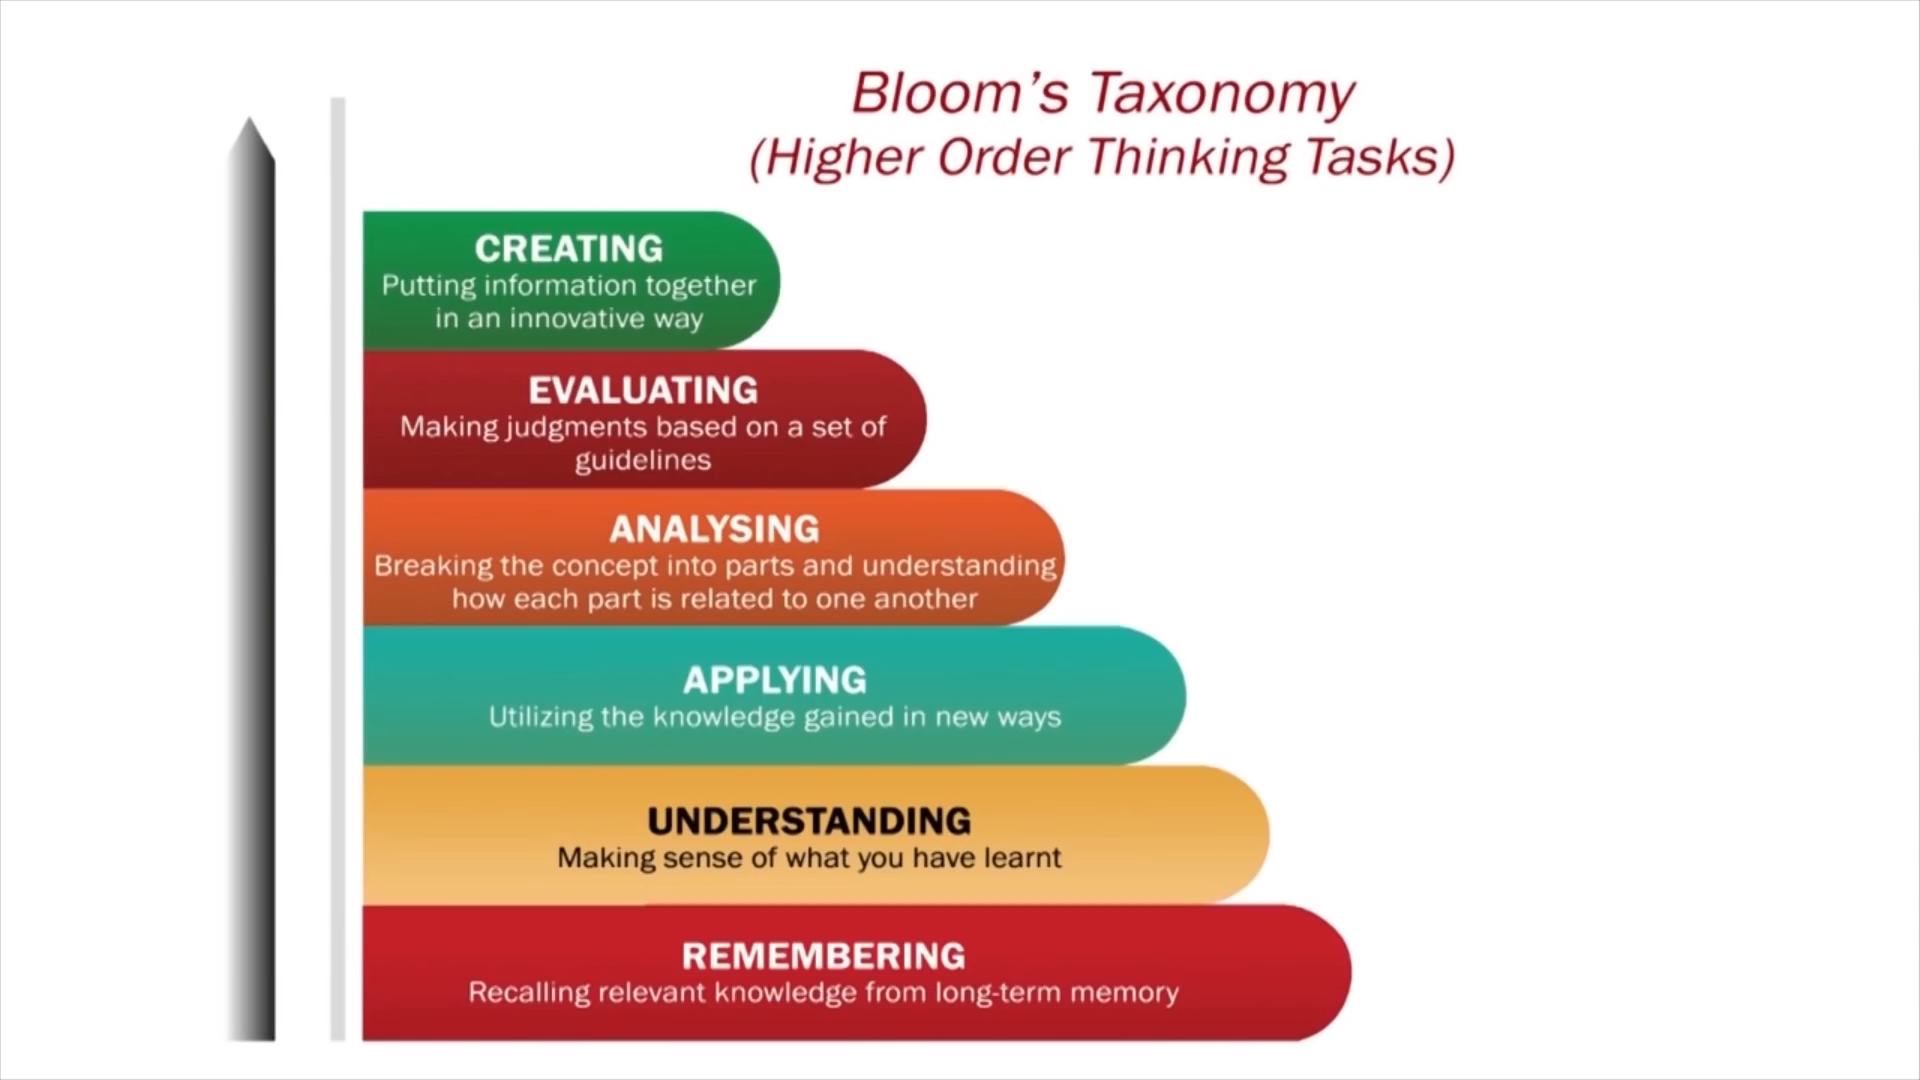 Bloom's Taxonomy
(Higher Order Thinking Tasks)
CREATING
Putting information together
in an innovative way
EVALUATING
Making judgments based on a set of
guidelines
ANALYSING
Breaking the concept into parts and understanding
how each part is related to one another
APPLYING
Utilizing the knowledge gained in new ways
UNDERSTANDING
Making sense of what you have learnt
REMEMBERING
Recalling relevant knowledge from long-term memory